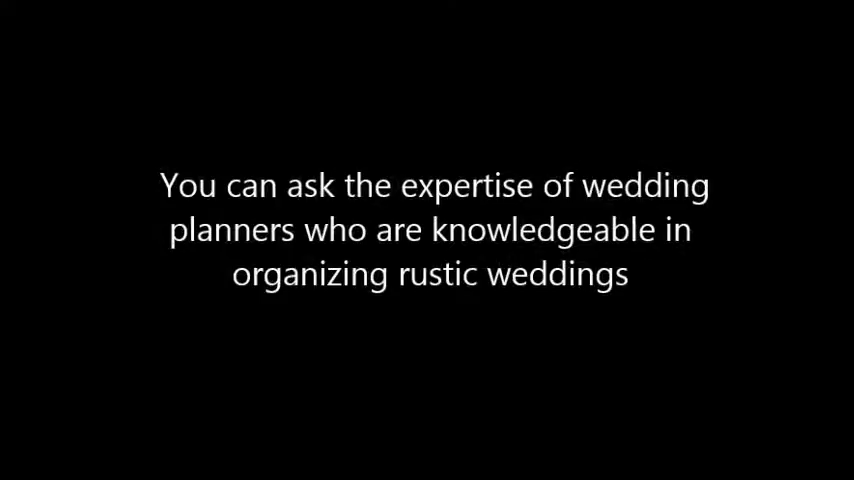 You can ask the expertise of wedding
planners who are knowledgeable in
organizing rustic weddings